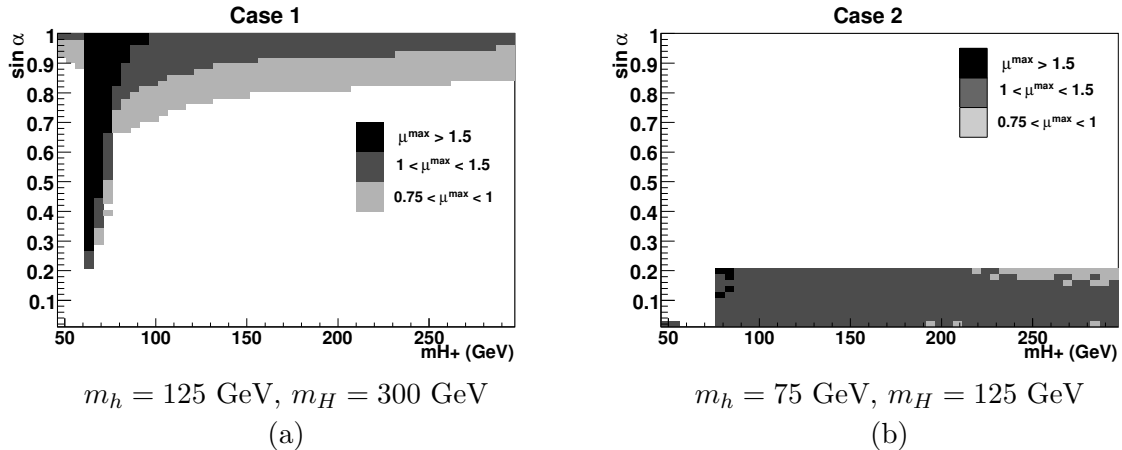 Case 1
sin α
1
0.9
0.8
0.7
0.6
0.5
0.4
0.3
0.2
0.1
μ^max > 1.5
1 < μ^max < 1.5
0.75 < μ^max < 1
50 100 150 200 250
mH+ (GeV)
m_h = 125 GeV, m_H = 300 GeV
(a)
Case 2
sin α
1
0.9
0.8
0.7
0.6
0.5
0.4
0.3
0.2
0.1
μ^max > 1.5
1 < μ^max < 1.5
0.75 < μ^max < 1
50 100 150 200 250
mH+ (GeV)
m_h = 75 GeV, m_H = 125 GeV
(b)